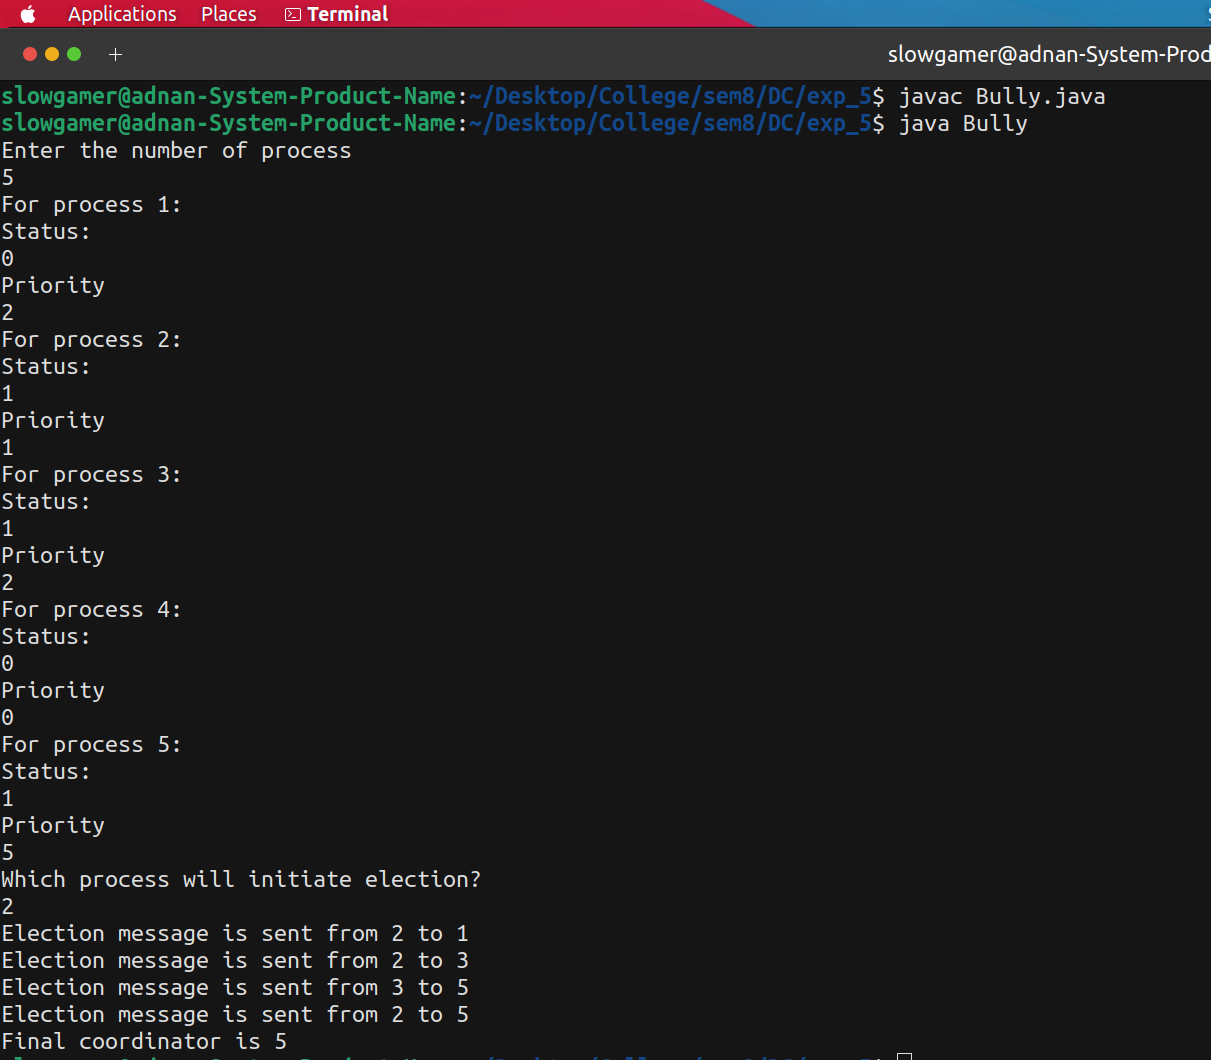 Applications Places Terminal
slowgamer@adnan-System-Prod
slowgamer@adnan-System-Product-Name:~/Desktop/College/sem8/DC/exp_5$ javac Bully.java
slowgamer@adnan-System-Product-Name:~/Desktop/College/sem8/DC/exp_5$ java Bully
Enter the number of process
5
For process 1:
Status:
0
Priority
2
For process 2:
Status:
1
Priority
1
For process 3:
Status:
1
Priority
2
For process 4:
Status:
0
Priority
0
For process 5:
Status:
1
Priority
5
Which process will initiate election?
2
Election message is sent from 2 to 1
Election message is sent from 2 to 3
Election message is sent from 3 to 5
Election message is sent from 2 to 5
Final coordinator is 5